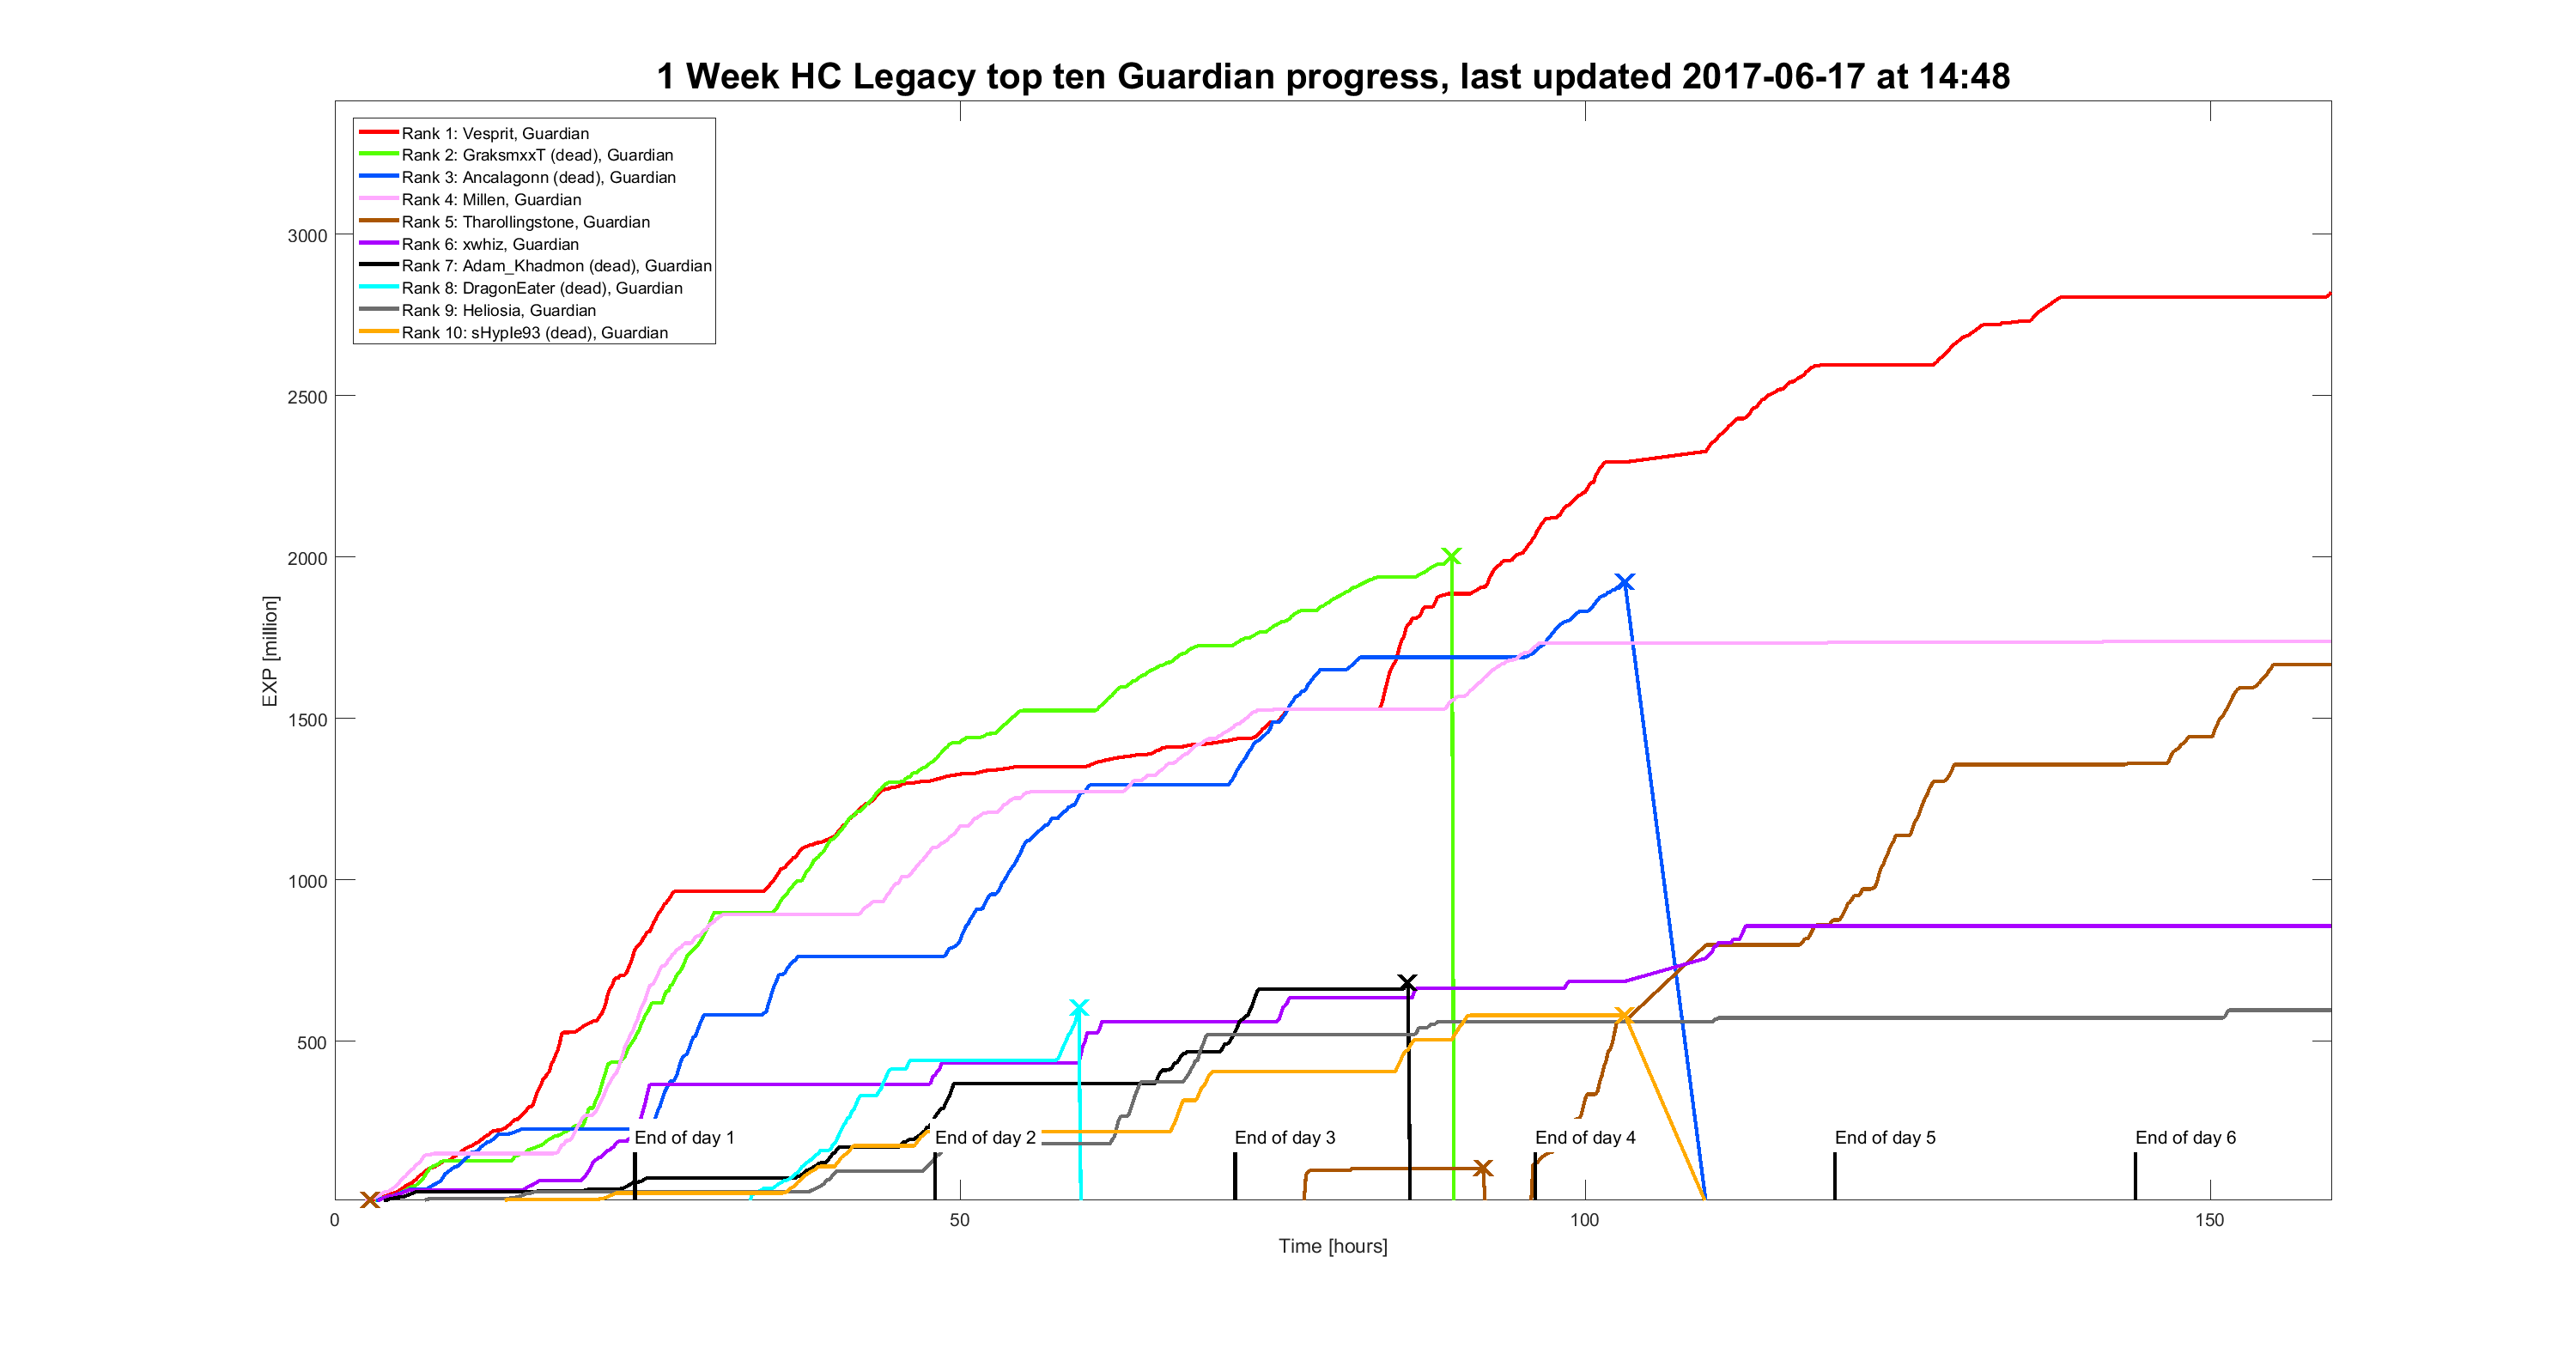 1 Week HC Legacy top ten Guardian progress, last updated 2017-06-17 at 14:48
Rank 1: Vesprit, Guardian
Rank 2: GraksmxxT (dead), Guardian
Rank 3: Ancalagonn (dead), Guardian
Rank 4: Millen, Guardian
Rank 5: Tharollingstone, Guardian
Rank 6: xwhiz, Guardian
Rank 7: Adam_Khadmon (dead), Guardian
Rank 8: DragonEater (dead), Guardian
Rank 9: Heliosia, Guardian
Rank 10: sHypIe93 (dead), Guardian
3000
2500
2000
1500
1000
500
EXP [million]
End of day 1
End of day 2
End of day 3
End of day 4
End of day 5
End of day 6
0
50
100
150
Time [hours]